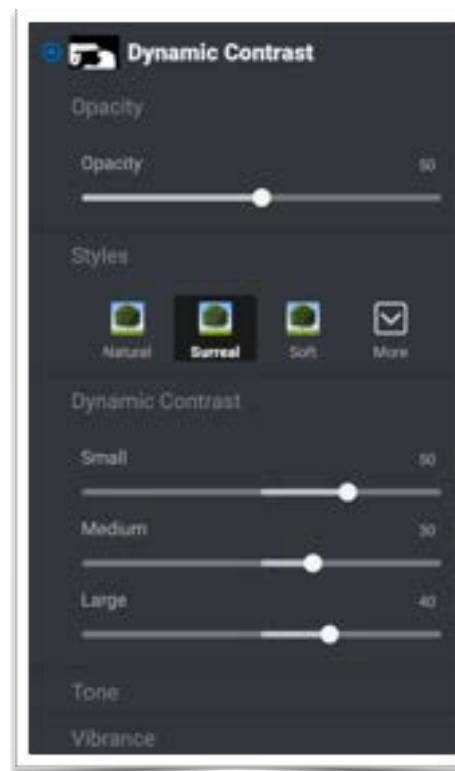 Dynamic Contrast
Opacity
Opacity 50
Styles
Natural Surreal Soft More
Dynamic Contrast
Small 50
Medium 30
Large 40
Tone
Vibrance